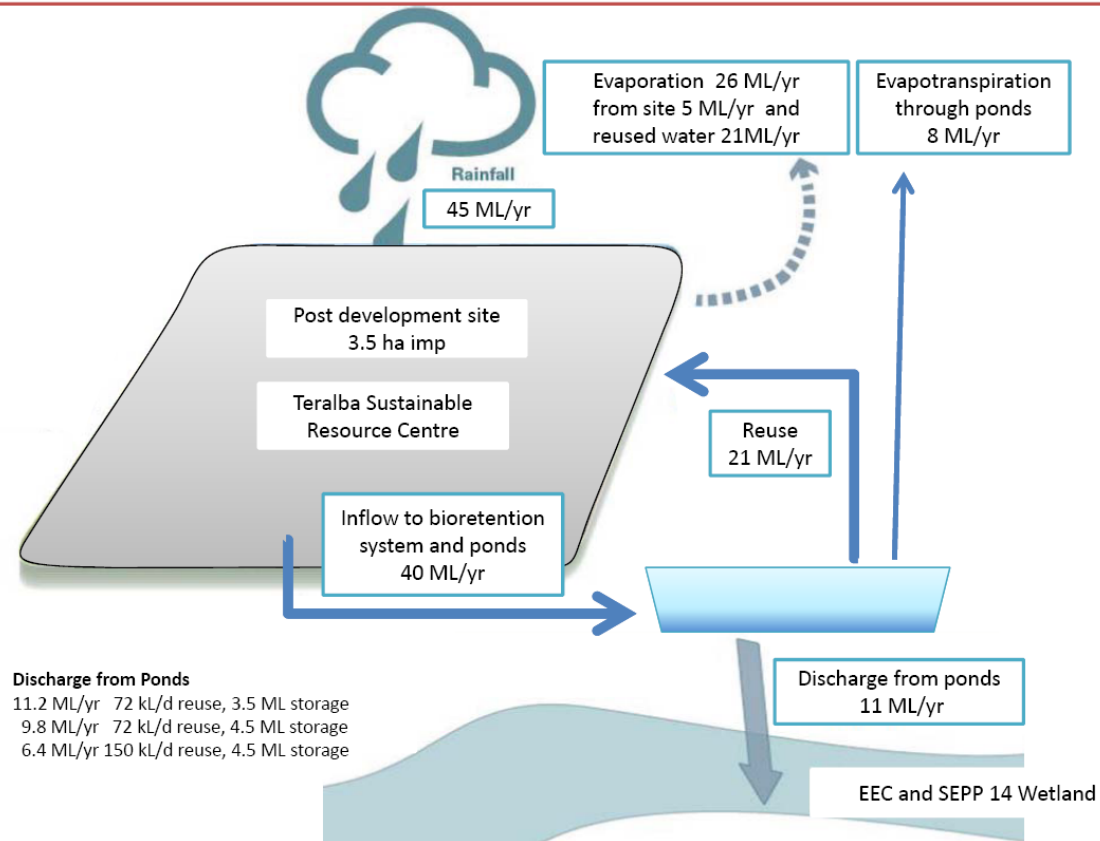 Evaporation 26 ML/yr
from site 5 ML/yr and
reused water 21ML/yr
Evapotranspiration
through ponds
8 ML/yr
Rainfall
45 ML/yr
Post development site
3.5 ha imp
Teralba Sustainable
Resource Centre
Reuse
21 ML/yr
Inflow to bioretention
system and ponds
40 ML/yr
Discharge from Ponds
11.2 ML/yr 72 kL/d reuse, 3.5 ML storage
9.8 ML/yr 72 kL/d reuse, 4.5 ML storage
6.4 ML/yr 150 kL/d reuse, 4.5 ML storage
Discharge from ponds
11 ML/yr
EEC and SEPP 14 Wetland